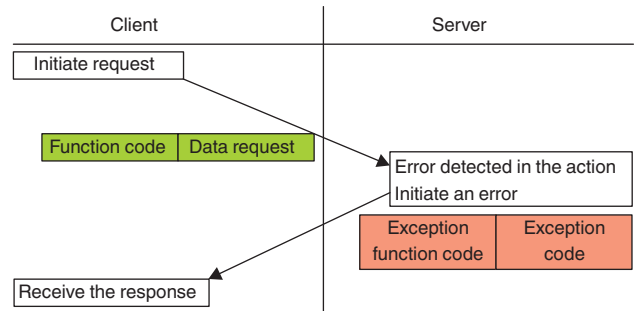 Client
Server
Initiate request
Function code
Data request
Error detected in the action
Initiate an error
Exception
function code
Exception
code
Receive the response